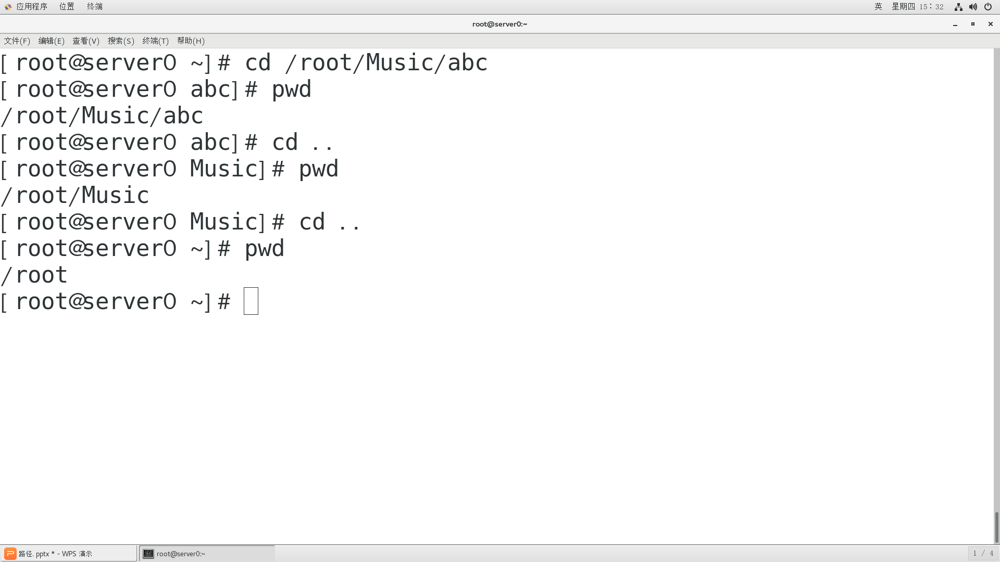 应用程序 位置 终端 英 星期四 15:32
root@server0:~
文件(F) 编辑(E) 查看(V) 搜索(S) 终端(T) 帮助(H)
[root@server0 ~]# cd /root/Music/abc
[root@server0 abc]# pwd
/root/Music/abc
[root@server0 abc]# cd ..
[root@server0 Music]# pwd
/root/Music
[root@server0 Music]# cd ..
[root@server0 ~]# pwd
/root
[root@server0 ~]#
路径.pptx * - WPS 演示 root@server0:~ 1 / 4